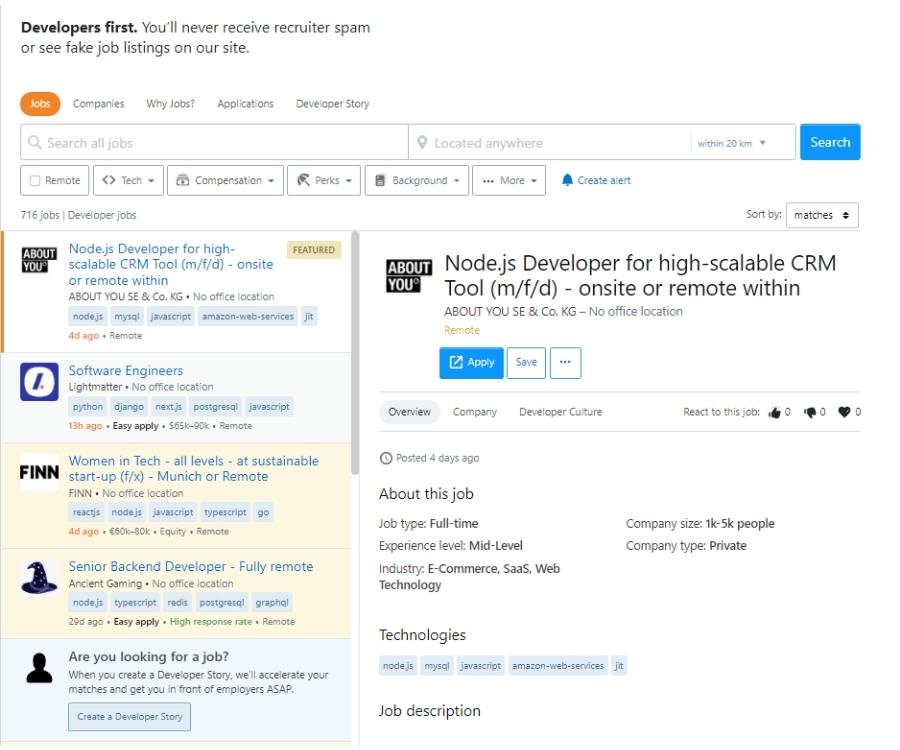 Developers first. You'll never receive recruiter spam
or see fake job listings on our site.
Jobs Companies Why Jobs? Applications Developer Story
Search all jobs Located anywhere within 20 km Search
Remote <> Tech Compensation Perks Background ... More Create alert
716 jobs | Developer jobs Sort by: matches
ABOUT YOU°
Node.js Developer for high-
scalable CRM Tool (m/f/d) - onsite
or remote within
FEATURED
ABOUT YOU SE & Co. KG • No office location
node.js mysql javascript amazon-web-services jit
4d ago • Remote
Software Engineers
Lightmatter • No office location
python django next.js postgresql javascript
13h ago • Easy apply • $65k–90k • Remote
FINN
Women in Tech - all levels - at sustainable
start-up (f/x) - Munich or Remote
FINN • No office location
reactjs node.js javascript typescript go
4d ago • €60k–80k • Equity • Remote
Senior Backend Developer - Fully remote
Ancient Gaming • No office location
node.js typescript redis postgresql graphql
29d ago • Easy apply • High response rate • Remote
Are you looking for a job?
When you create a Developer Story, we'll accelerate your
matches and get you in front of employers ASAP.
Create a Developer Story
ABOUT
YOU°
Node.js Developer for high-scalable CRM
Tool (m/f/d) - onsite or remote within
ABOUT YOU SE & Co. KG – No office location
Remote
Apply Save ...
Overview Company Developer Culture React to this job: 0 0 0
Posted 4 days ago
About this job
Job type: Full-time
Experience level: Mid-Level
Industry: E-Commerce, SaaS, Web
Technology
Company size: 1k-5k people
Company type: Private
Technologies
node.js mysql javascript amazon-web-services jit
Job description